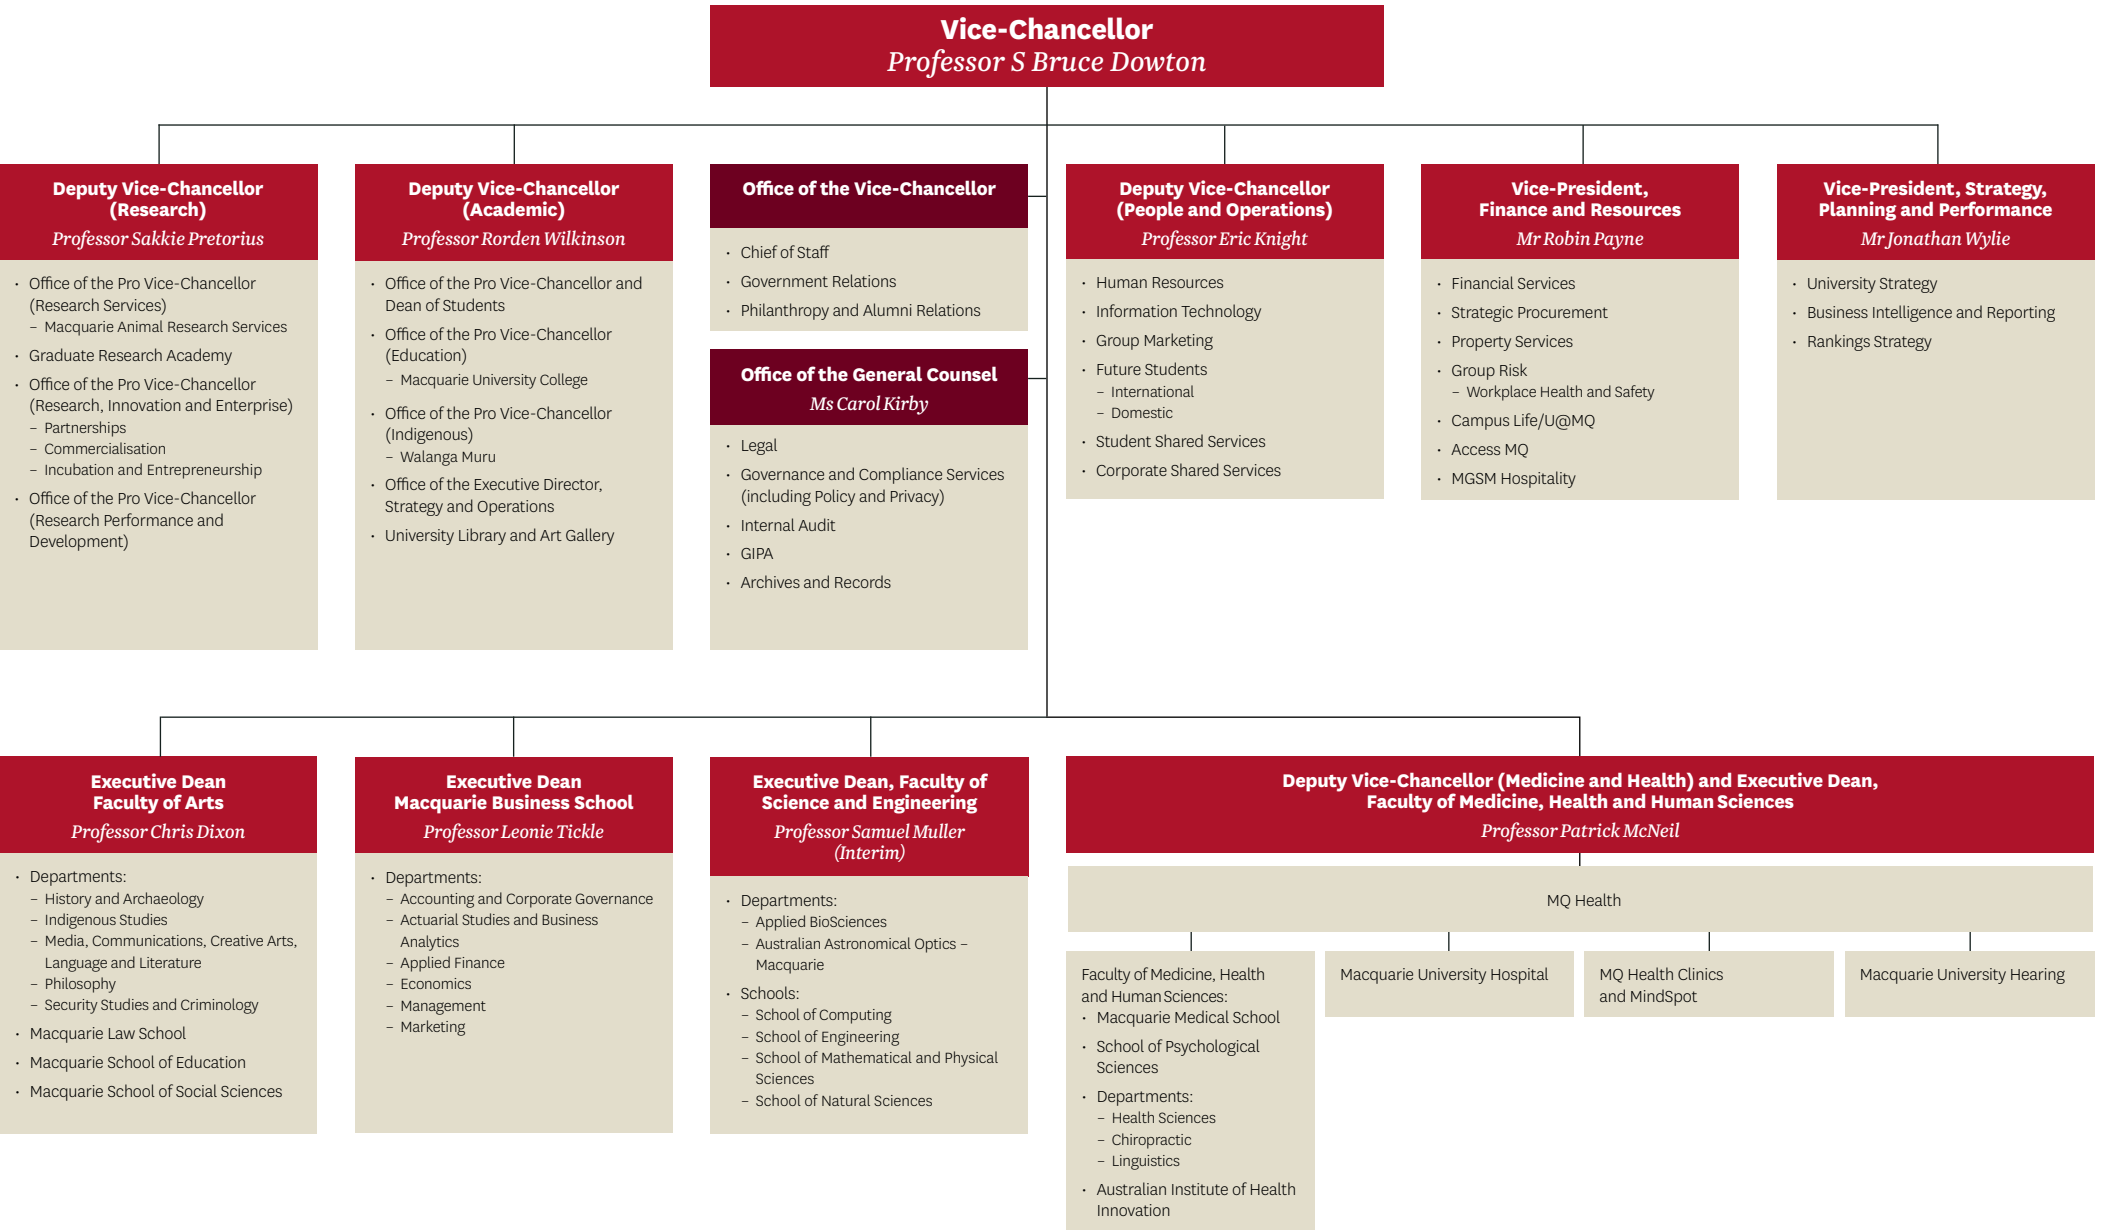 Vice-Chancellor
Professor S Bruce Dowton
Deputy Vice-Chancellor
(Research)
Professor Sakkie Pretorius
· Office of the Pro Vice-Chancellor
(Research Services)
– Macquarie Animal Research Services
· Graduate Research Academy
· Office of the Pro Vice-Chancellor
(Research, Innovation and Enterprise)
– Partnerships
– Commercialisation
– Incubation and Entrepreneurship
· Office of the Pro Vice-Chancellor
(Research Performance and
Development)
Deputy Vice-Chancellor
(Academic)
Professor Rorden Wilkinson
· Office of the Pro Vice-Chancellor and
Dean of Students
· Office of the Pro Vice-Chancellor
(Education)
– Macquarie University College
· Office of the Pro Vice-Chancellor
(Indigenous)
– Walanga Muru
· Office of the Executive Director,
Strategy and Operations
· University Library and Art Gallery
Office of the Vice-Chancellor
· Chief of Staff
· Government Relations
· Philanthropy and Alumni Relations
Office of the General Counsel
Ms Carol Kirby
· Legal
· Governance and Compliance Services
(including Policy and Privacy)
· Internal Audit
· GIPA
· Archives and Records
Deputy Vice-Chancellor
(People and Operations)
Professor Eric Knight
· Human Resources
· Information Technology
· Group Marketing
· Future Students
– International
– Domestic
· Student Shared Services
· Corporate Shared Services
Vice-President,
Finance and Resources
Mr Robin Payne
· Financial Services
· Strategic Procurement
· Property Services
· Group Risk
– Workplace Health and Safety
· Campus Life/U@MQ
· Access MQ
· MGSM Hospitality
Vice-President, Strategy,
Planning and Performance
Mr Jonathan Wylie
· University Strategy
· Business Intelligence and Reporting
· Rankings Strategy
Executive Dean
Faculty of Arts
Professor Chris Dixon
· Departments:
– History and Archaeology
– Indigenous Studies
– Media, Communications, Creative Arts,
Language and Literature
– Philosophy
– Security Studies and Criminology
· Macquarie Law School
· Macquarie School of Education
· Macquarie School of Social Sciences
Executive Dean
Macquarie Business School
Professor Leonie Tickle
· Departments:
– Accounting and Corporate Governance
– Actuarial Studies and Business
Analytics
– Applied Finance
– Economics
– Management
– Marketing
Executive Dean, Faculty of
Science and Engineering
Professor Samuel Muller
(Interim)
· Departments:
– Applied BioSciences
– Australian Astronomical Optics –
Macquarie
· Schools:
– School of Computing
– School of Engineering
– School of Mathematical and Physical
Sciences
– School of Natural Sciences
Deputy Vice-Chancellor (Medicine and Health) and Executive Dean,
Faculty of Medicine, Health and Human Sciences
Professor Patrick McNeil
MQ Health
Faculty of Medicine, Health
and Human Sciences:
· Macquarie Medical School
· School of Psychological
Sciences
· Departments:
– Health Sciences
– Chiropractic
– Linguistics
· Australian Institute of Health
Innovation
Macquarie University Hospital
MQ Health Clinics
and MindSpot
Macquarie University Hearing